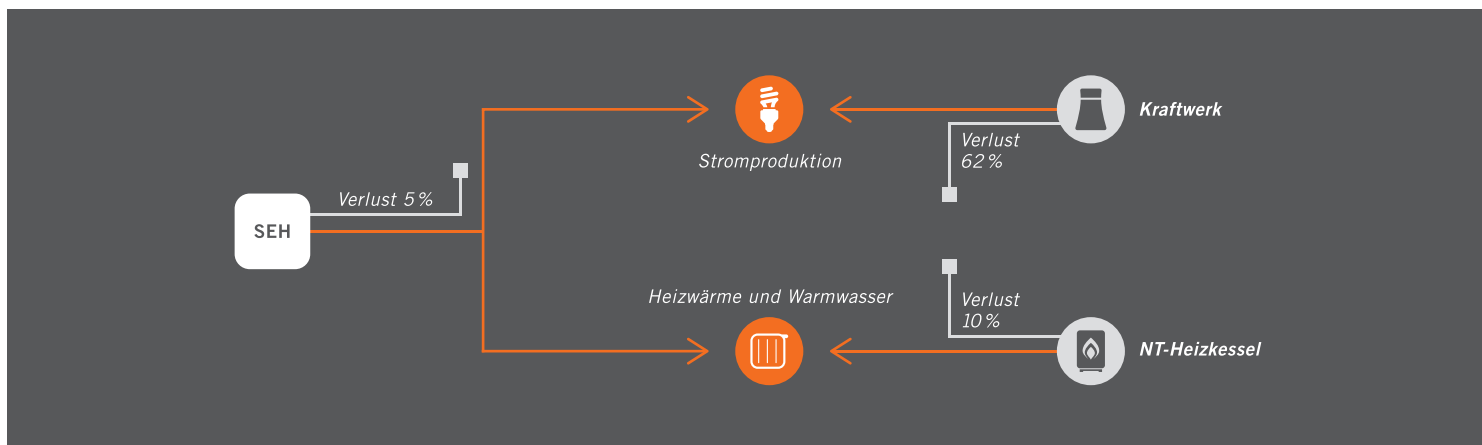 Kraftwerk
Verlust
62 %
Stromproduktion
Verlust 5 %
SEH
Heizwärme und Warmwasser
Verlust
10 %
NT-Heizkessel